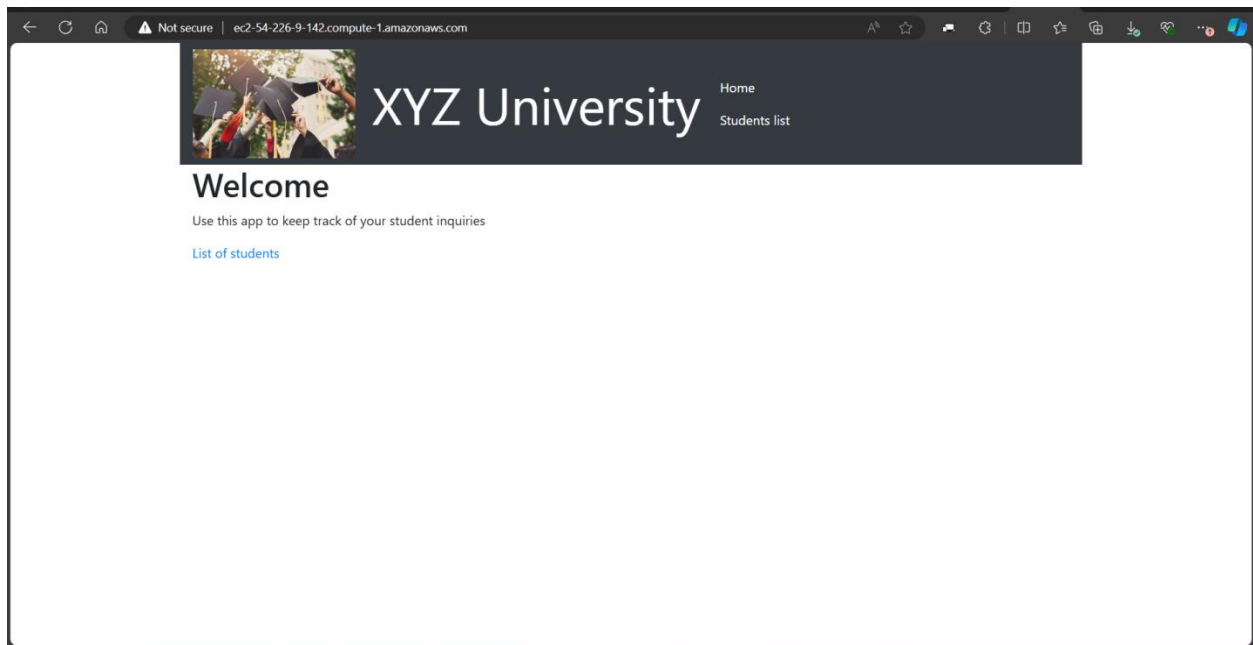 Not secure | ec2-54-226-9-142.compute-1.amazonaws.com
XYZ University
Home
Students list
Welcome
Use this app to keep track of your student inquiries
List of students